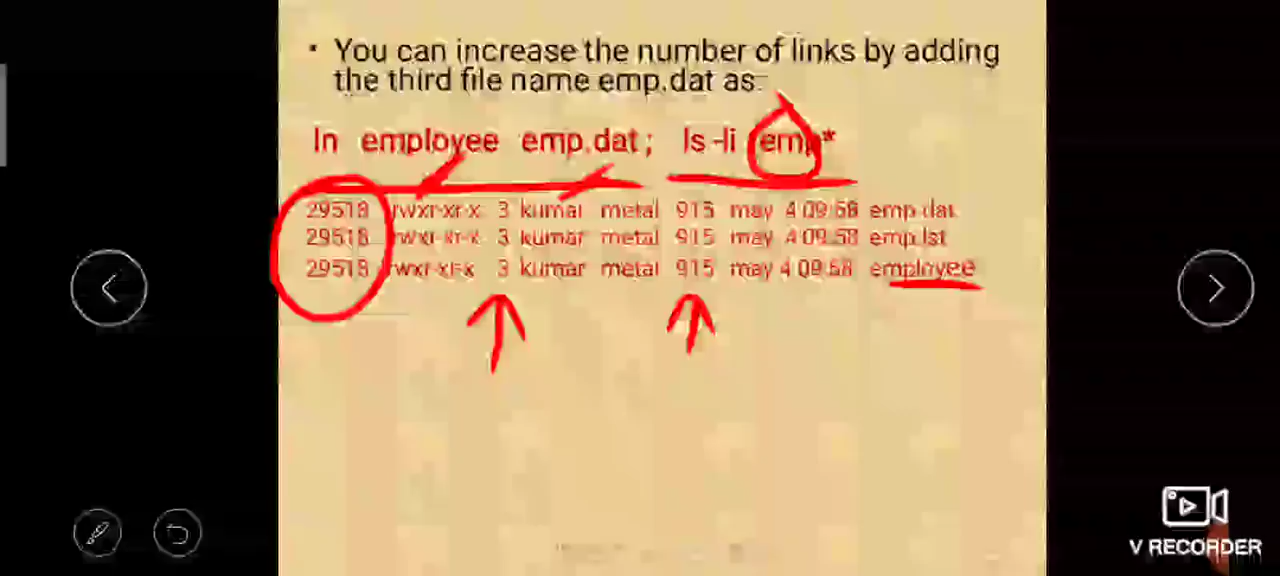 • You can increase the number of links by adding
the third file name emp.dat as:
ln employee emp.dat; ls -li emp*
29518 rwxr-xr-x 3 kumar metal 915 may 4 09:58 emp.dat
29518 rwxr-xr-x 3 kumar metal 915 may 4 09:58 emp.lst
29518 rwxr-xr-x 3 kumar metal 915 may 4 09:58 employee
V RECORDER